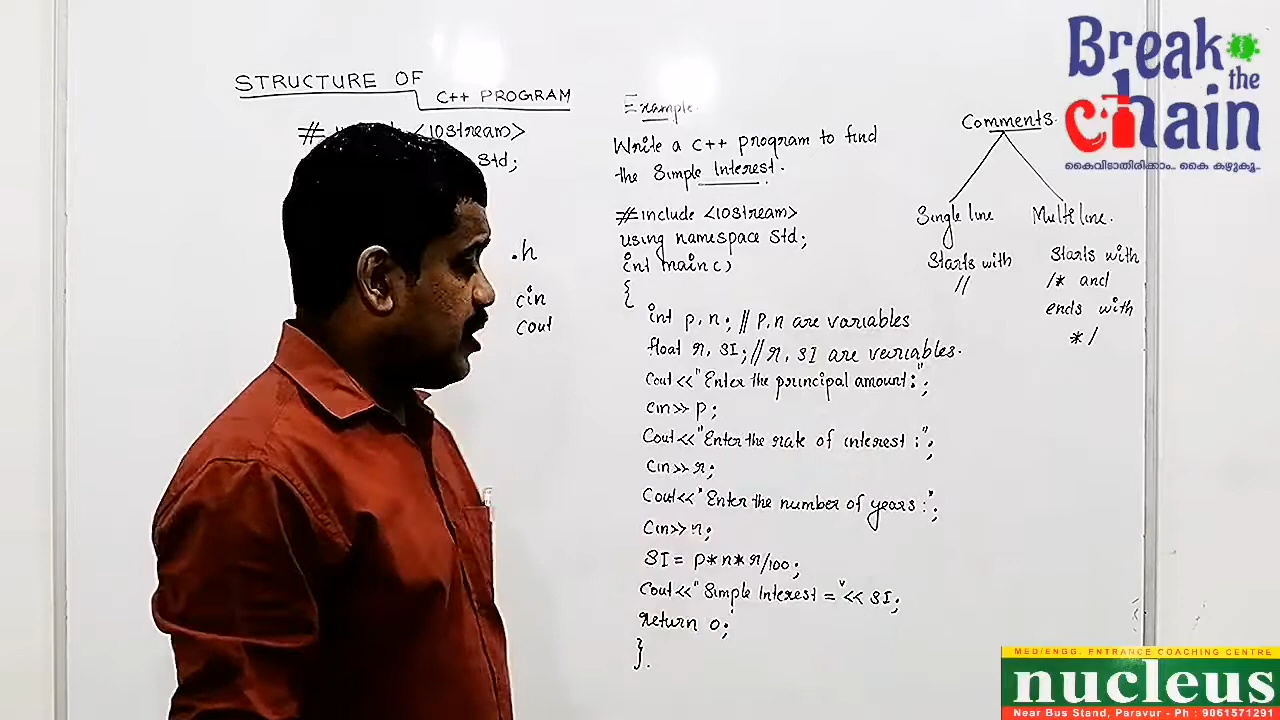 STRUCTURE OF
C++ PROGRAM
# <iostream>
Std;
.h
cin
cout
Example.
Write a C++ program to find
the Simple Interest.
#include <iostream>
using namespace Std;
int main()
{
int p, n; // P, n are variables
float r, SI; // r, SI are variables.
Cout<<"Enter the principal amount:";
Cin>> p;
Cout<<"Enter the rate of interest :";
Cin>> r;
Cout<<"Enter the number of years :";
Cin>> n;
SI = p*n*r/100;
Cout<<"Simple Interest ="<< SI;
return 0;
}.
Comments.
Single line
Starts with
//
Multi line.
Starts with
/* and
ends with
*/
Break
the
chain
കൈവിടാതിരിക്കാം.. കൈ കഴുകൂ..
MED/ENGG. ENTRANCE COACHING CENTRE
nucleus
Near Bus Stand, Paravur - Ph : 9061571291